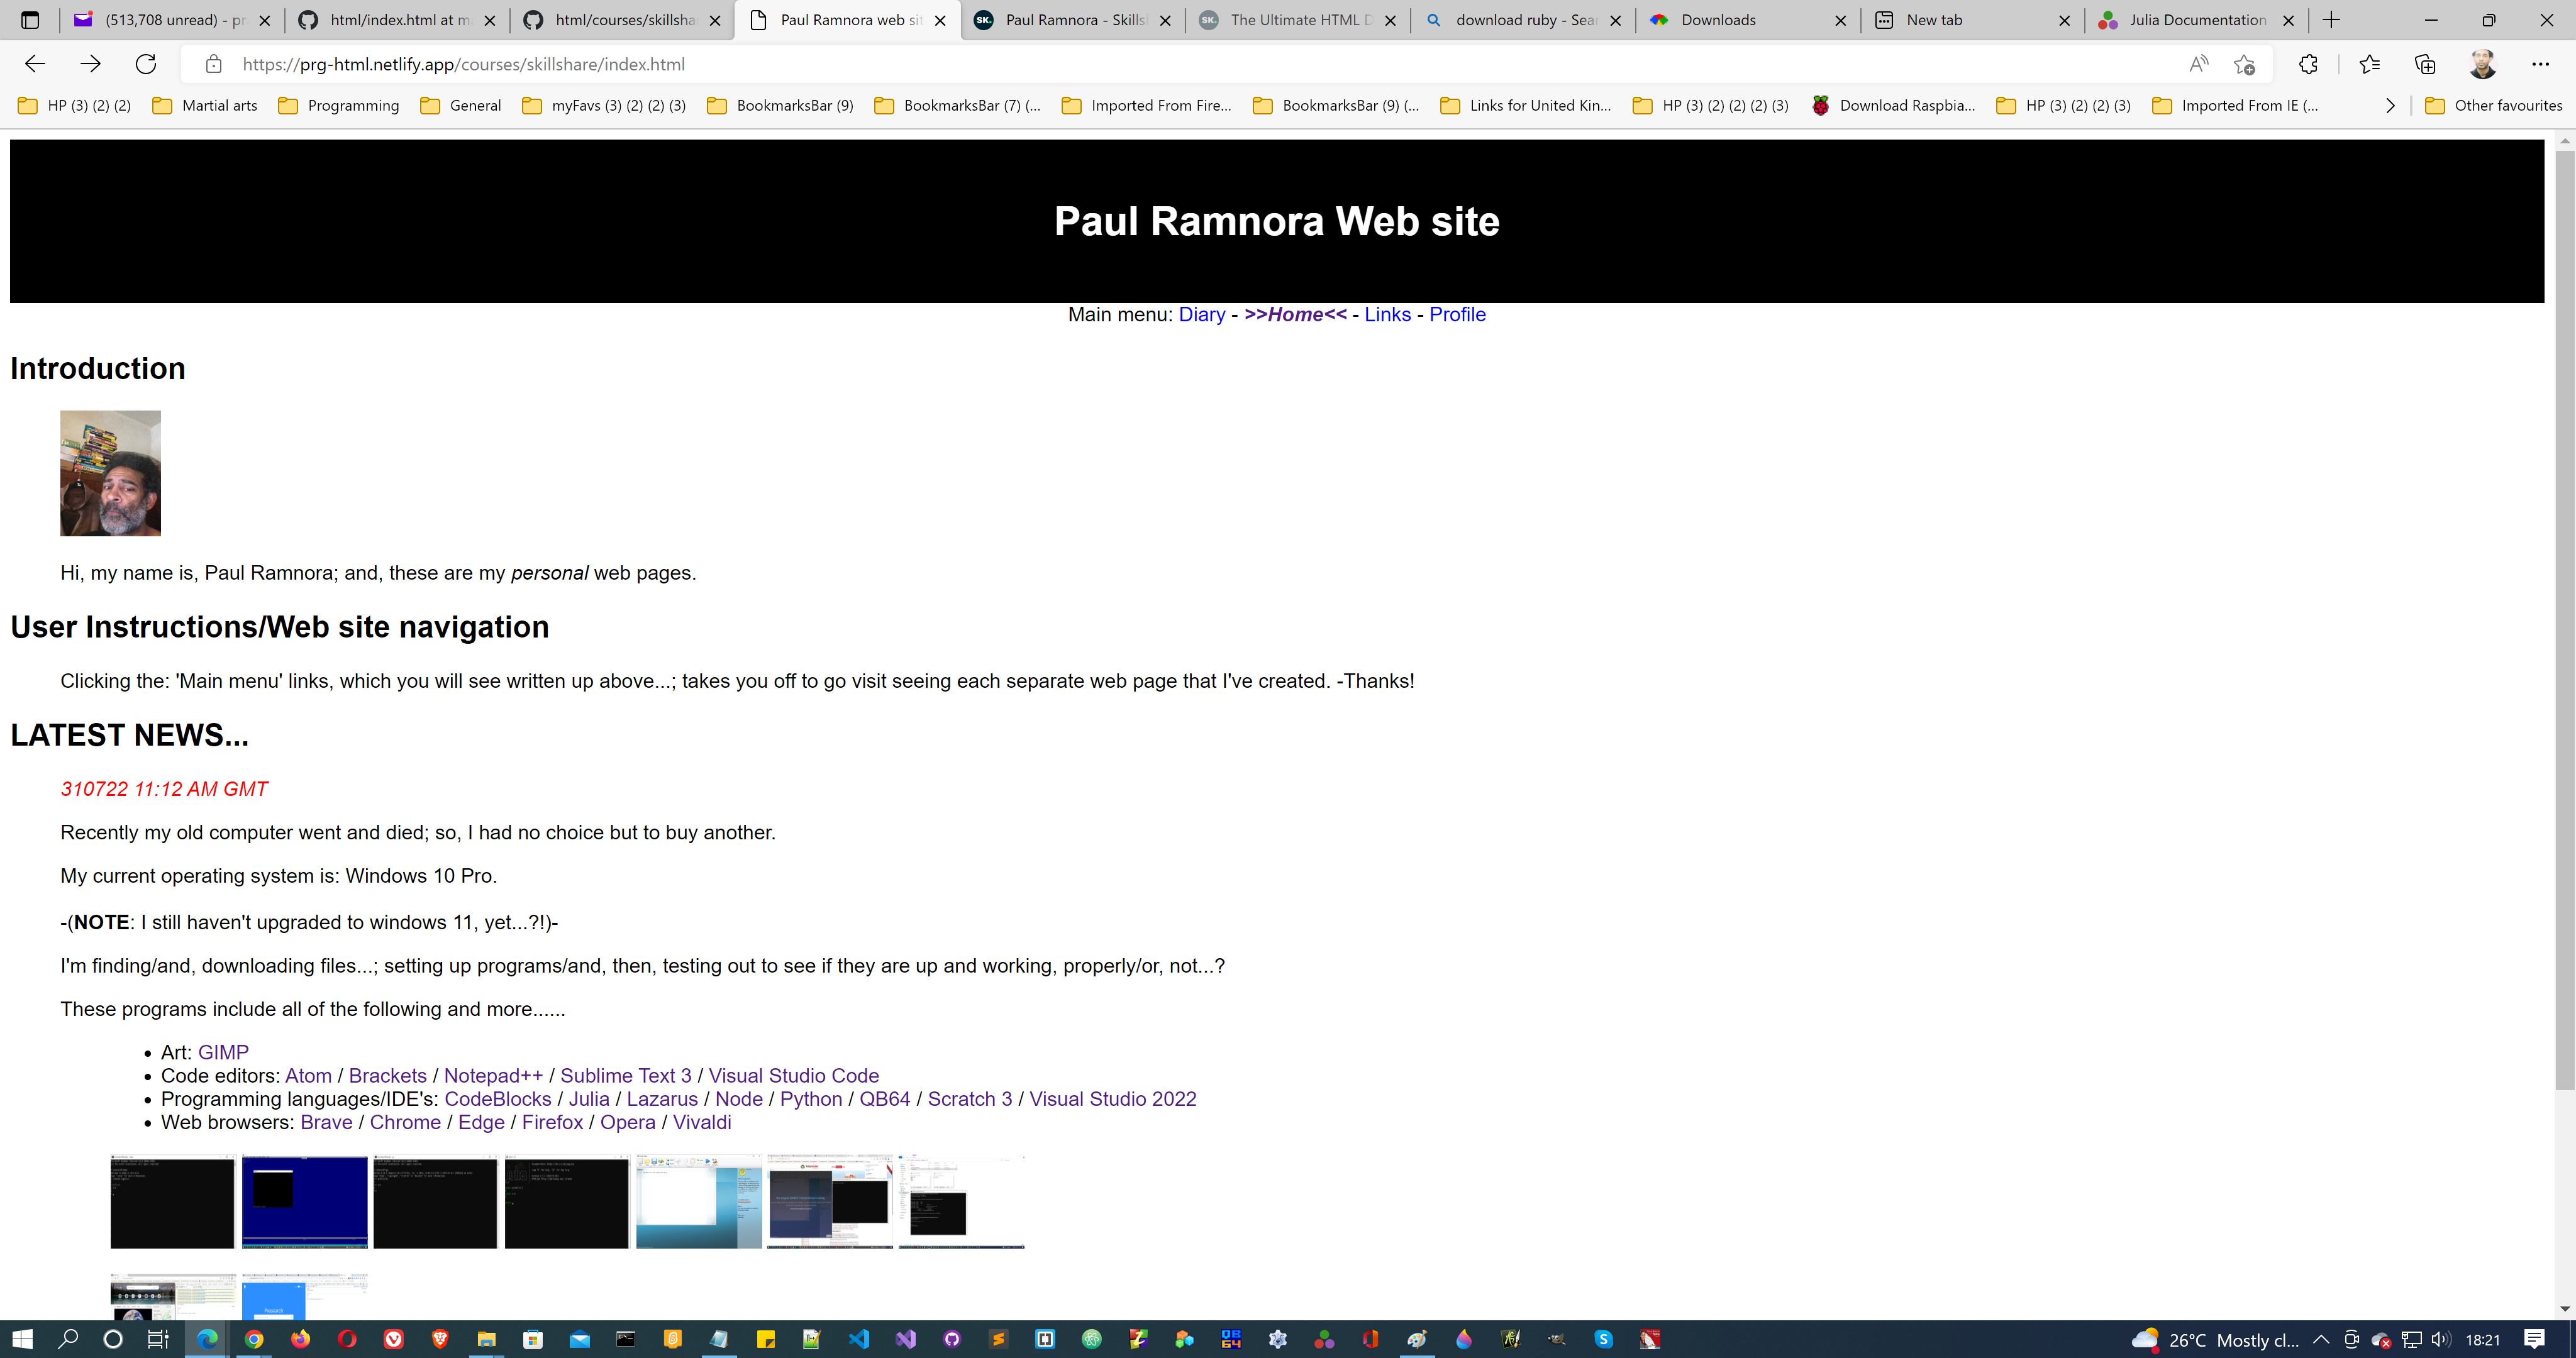 (513,708 unread) - pr
html/index.html at m
html/courses/skillsha
Paul Ramnora web sit
Paul Ramnora - Skills
The Ultimate HTML D
download ruby - Sear
Downloads
New tab
Julia Documentation
https://prg-html.netlify.app/courses/skillshare/index.html
HP (3) (2) (2)
Martial arts
Programming
General
myFavs (3) (2) (2) (3)
BookmarksBar (9)
BookmarksBar (7) (...
Imported From Fire...
BookmarksBar (9) (...
Links for United Kin...
HP (3) (2) (2) (2) (3)
Download Raspbia...
HP (3) (2) (2) (3)
Imported From IE (...
Other favourites
Paul Ramnora Web site
Main menu: Diary - >>Home<< - Links - Profile
Introduction
Hi, my name is, Paul Ramnora; and, these are my personal web pages.
User Instructions/Web site navigation
Clicking the: 'Main menu' links, which you will see written up above...; takes you off to go visit seeing each separate web page that I've created. -Thanks!
LATEST NEWS...
310722 11:12 AM GMT
Recently my old computer went and died; so, I had no choice but to buy another.
My current operating system is: Windows 10 Pro.
-(NOTE: I still haven't upgraded to windows 11, yet...?!)-
I'm finding/and, downloading files...; setting up programs/and, then, testing out to see if they are up and working, properly/or, not...?
These programs include all of the following and more......
• Art: GIMP
• Code editors: Atom / Brackets / Notepad++ / Sublime Text 3 / Visual Studio Code
• Programming languages/IDE's: CodeBlocks / Julia / Lazarus / Node / Python / QB64 / Scratch 3 / Visual Studio 2022
• Web browsers: Brave / Chrome / Edge / Firefox / Opera / Vivaldi
26°C Mostly cl...
18:21